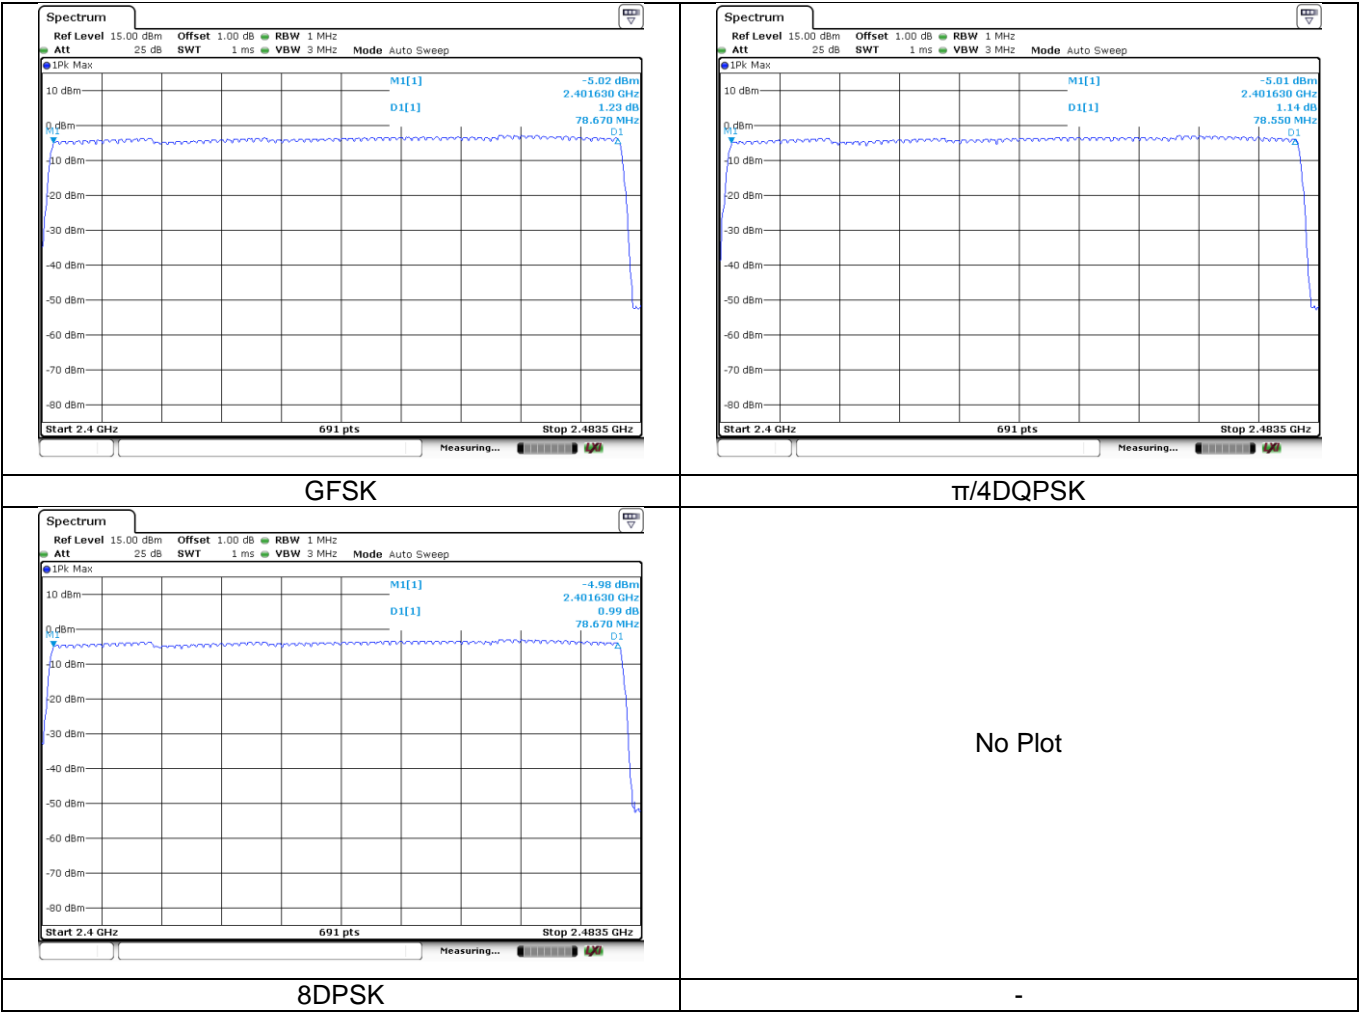 Spectrum
Ref Level 15.00 dBm Offset 1.00 dB RBW 1 MHz
Att 25 dB SWT 1 ms VBW 3 MHz Mode Auto Sweep
1Pk Max
M1[1] -5.02 dBm
2.401630 GHz
D1[1] 1.23 dB
78.670 MHz
10 dBm
0 dBm
M1
D1
-10 dBm
-20 dBm
-30 dBm
-40 dBm
-50 dBm
-60 dBm
-70 dBm
-80 dBm
Start 2.4 GHz 691 pts Stop 2.4835 GHz
Measuring...
GFSK
Spectrum
Ref Level 15.00 dBm Offset 1.00 dB RBW 1 MHz
Att 25 dB SWT 1 ms VBW 3 MHz Mode Auto Sweep
1Pk Max
M1[1] -5.01 dBm
2.401630 GHz
D1[1] 1.14 dB
78.550 MHz
10 dBm
0 dBm
M1
D1
-10 dBm
-20 dBm
-30 dBm
-40 dBm
-50 dBm
-60 dBm
-70 dBm
-80 dBm
Start 2.4 GHz 691 pts Stop 2.4835 GHz
Measuring...
π/4DQPSK
Spectrum
Ref Level 15.00 dBm Offset 1.00 dB RBW 1 MHz
Att 25 dB SWT 1 ms VBW 3 MHz Mode Auto Sweep
1Pk Max
M1[1] -4.98 dBm
2.401630 GHz
D1[1] 0.99 dB
78.670 MHz
10 dBm
0 dBm
M1
D1
-10 dBm
-20 dBm
-30 dBm
-40 dBm
-50 dBm
-60 dBm
-70 dBm
-80 dBm
Start 2.4 GHz 691 pts Stop 2.4835 GHz
Measuring...
8DPSK
No Plot
-